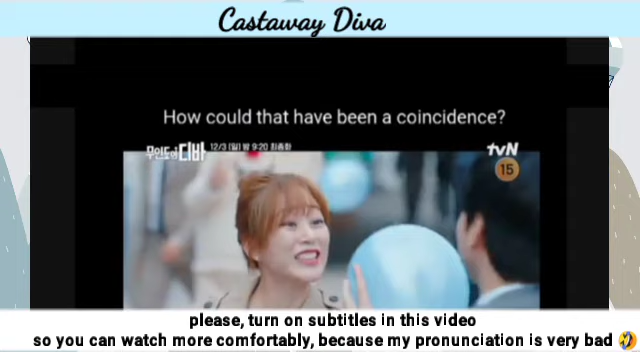 Castaway Diva
How could that have been a coincidence?
무인도의 디바 12/3 (일) 밤 9:20 최종화
tvN
15
please, turn on subtitles in this video
so you can watch more comfortably, because my pronunciation is very bad 🤣